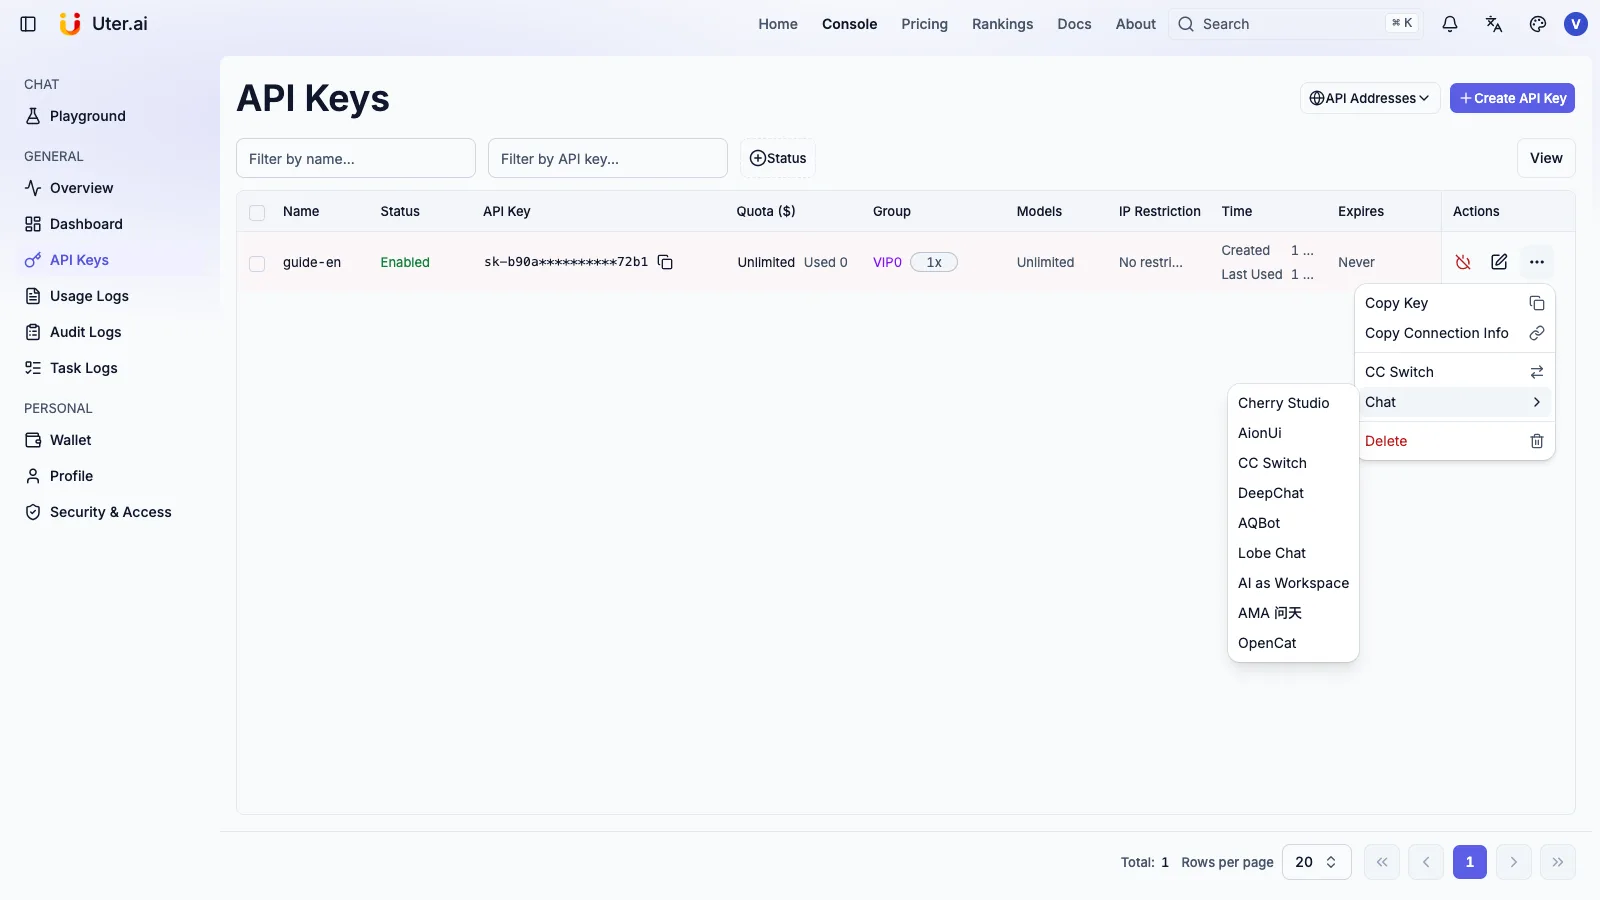 Uter.ai
Home
Console
Pricing
Rankings
Docs
About
Search
⌘ K
V
CHAT
Playground
GENERAL
Overview
Dashboard
API Keys
Usage Logs
Audit Logs
Task Logs
PERSONAL
Wallet
Profile
Security & Access
API Keys
API Addresses
Create API Key
Filter by name...
Filter by API key...
Status
View
Name
Status
API Key
Quota ($)
Group
Models
IP Restriction
Time
Expires
Actions
guide-en
Enabled
sk-b90a**********72b1
Unlimited Used 0
VIP0
1x
Unlimited
No restri...
Created 1 ...
Last Used 1 ...
Never
Copy Key
Copy Connection Info
CC Switch
Chat
Delete
Cherry Studio
AionUi
CC Switch
DeepChat
AQBot
Lobe Chat
AI as Workspace
AMA 问天
OpenCat
Total: 1
Rows per page
20
1